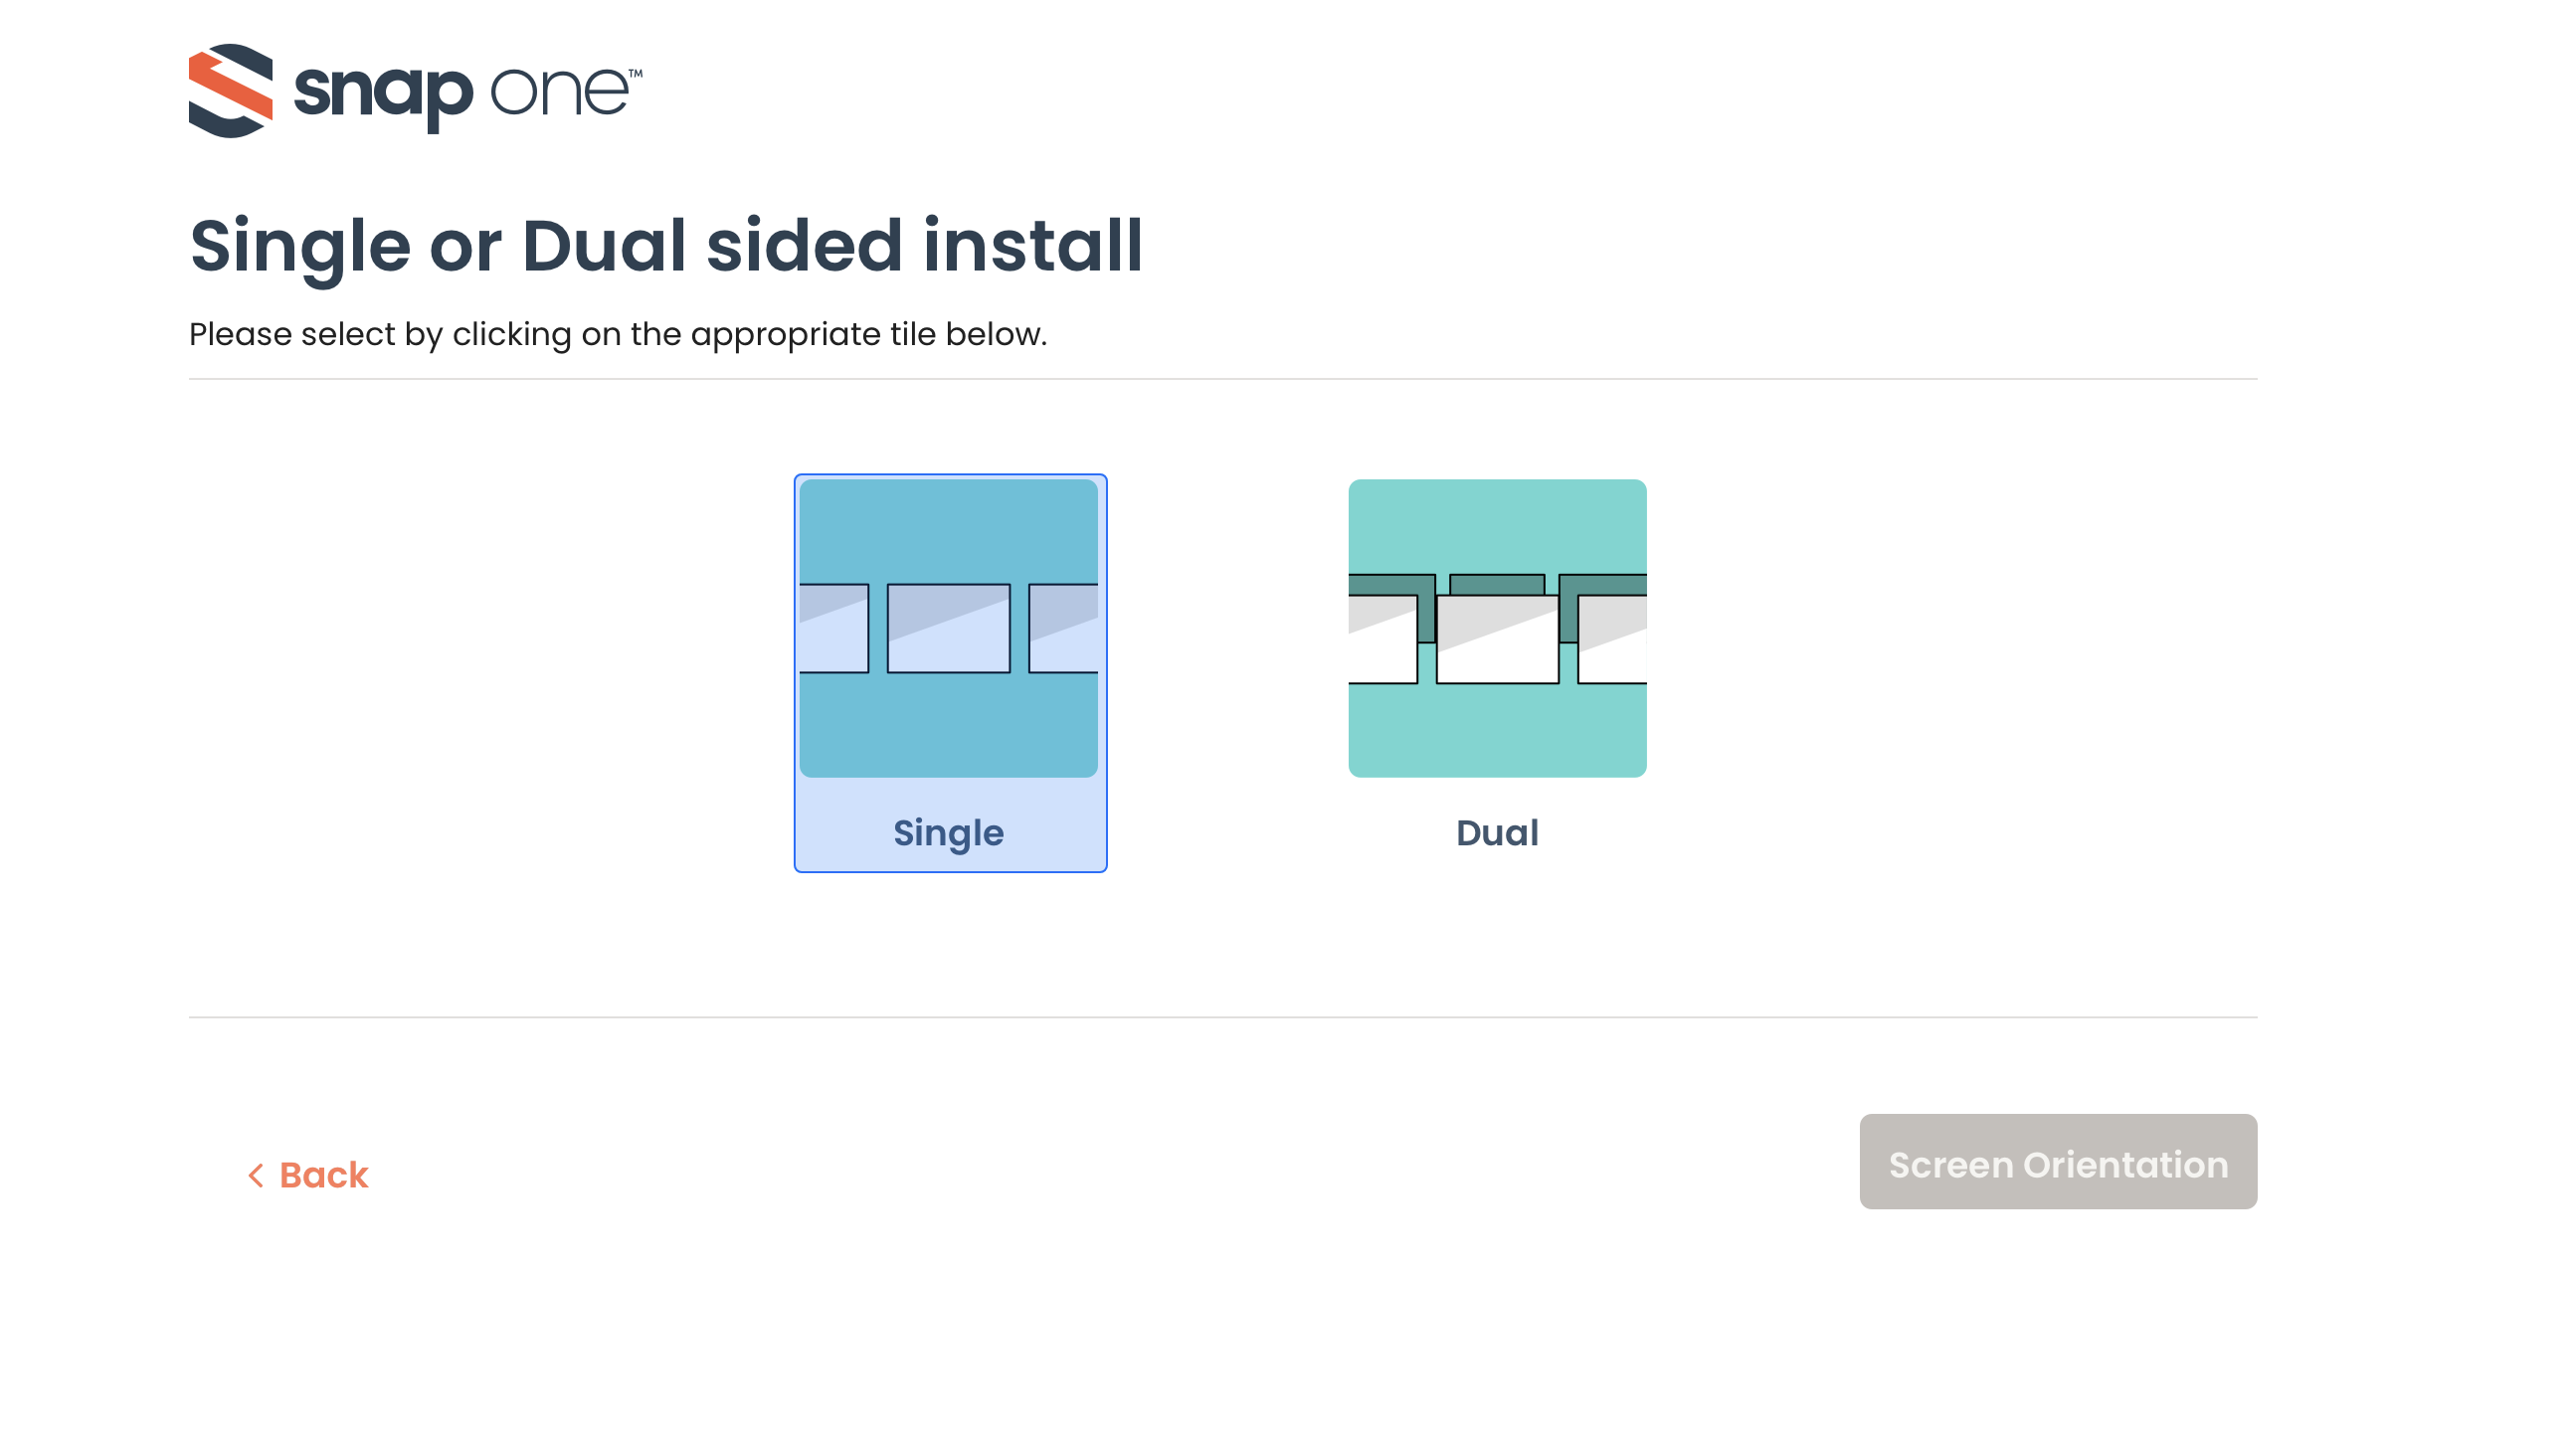 snap one™
Single or Dual sided install
Please select by clicking on the appropriate tile below.
Single
Dual
Back
Screen Orientation